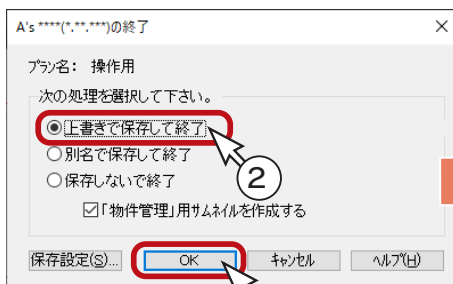 A's ****(*.**.***)の終了
プラン名： 操作用
次の処理を選択して下さい。
上書きで保存して終了
別名で保存して終了
保存しないで終了
2
「物件管理」用サムネイルを作成する
保存設定(S)... OK キャンセル ヘルプ(H)